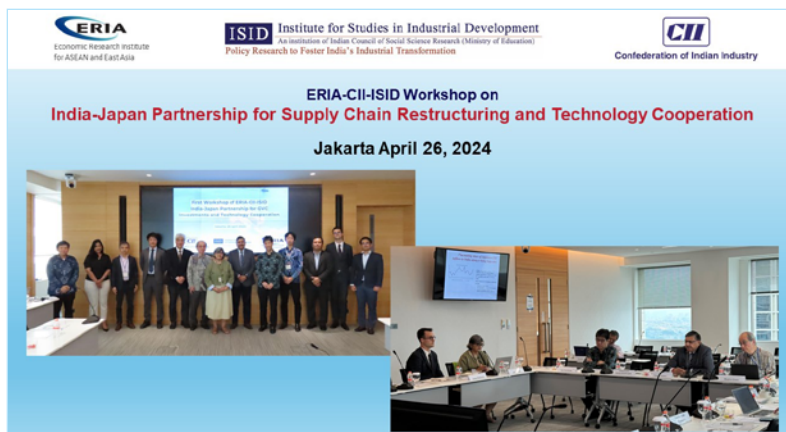 ERIA
Economic Research Institute
for ASEAN and East Asia
ISID Institute for Studies in Industrial Development
An institution of Indian Council of Social Science Research (Ministry of Education)
Policy Research to Foster India's Industrial Transformation
CII
Confederation of Indian Industry
ERIA-CII-ISID Workshop on
India-Japan Partnership for Supply Chain Restructuring and Technology Cooperation
Jakarta April 26, 2024
First Workshop of ERIA-CII-ISID
India-Japan Partnership for GVC
Investments and Technology Cooperation